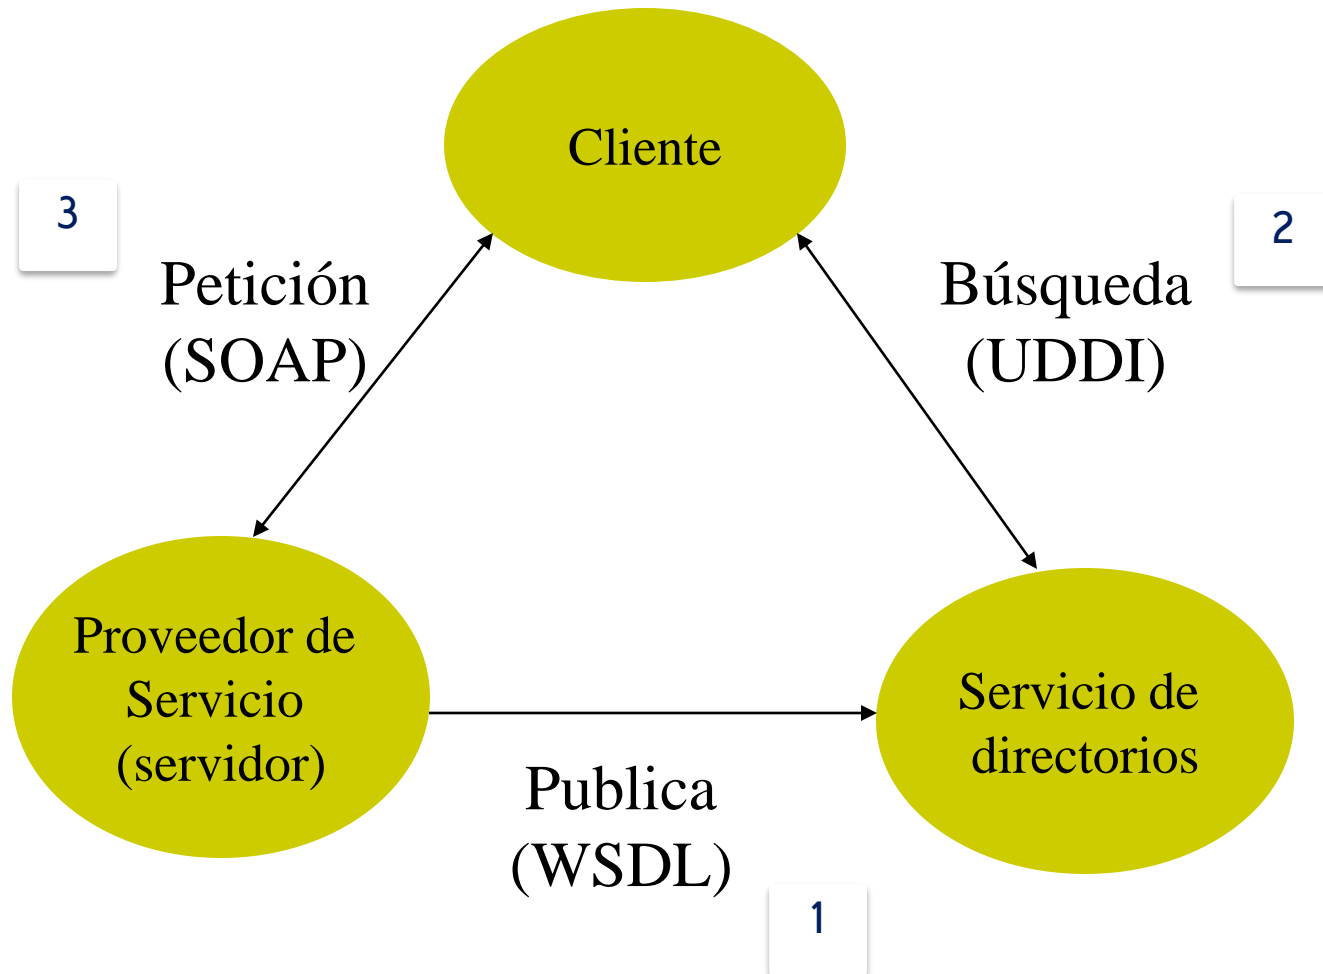 Cliente
3
2
Petición
(SOAP)
Búsqueda
(UDDI)
Proveedor de
Servicio
(servidor)
Servicio de
directorios
Publica
(WSDL)
1